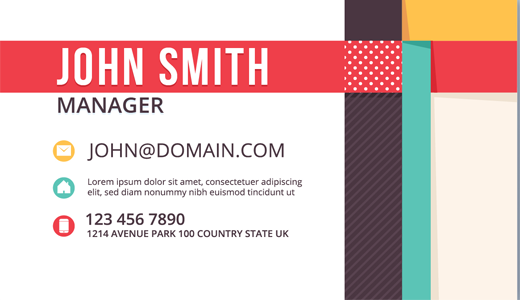 JOHN SMITH
MANAGER
JOHN@DOMAIN.COM
Lorem ipsum dolor sit amet, consectetuer adipiscing
elit, sed diam nonummy nibh euismod tincidunt ut
123 456 7890
1214 AVENUE PARK 100 COUNTRY STATE UK